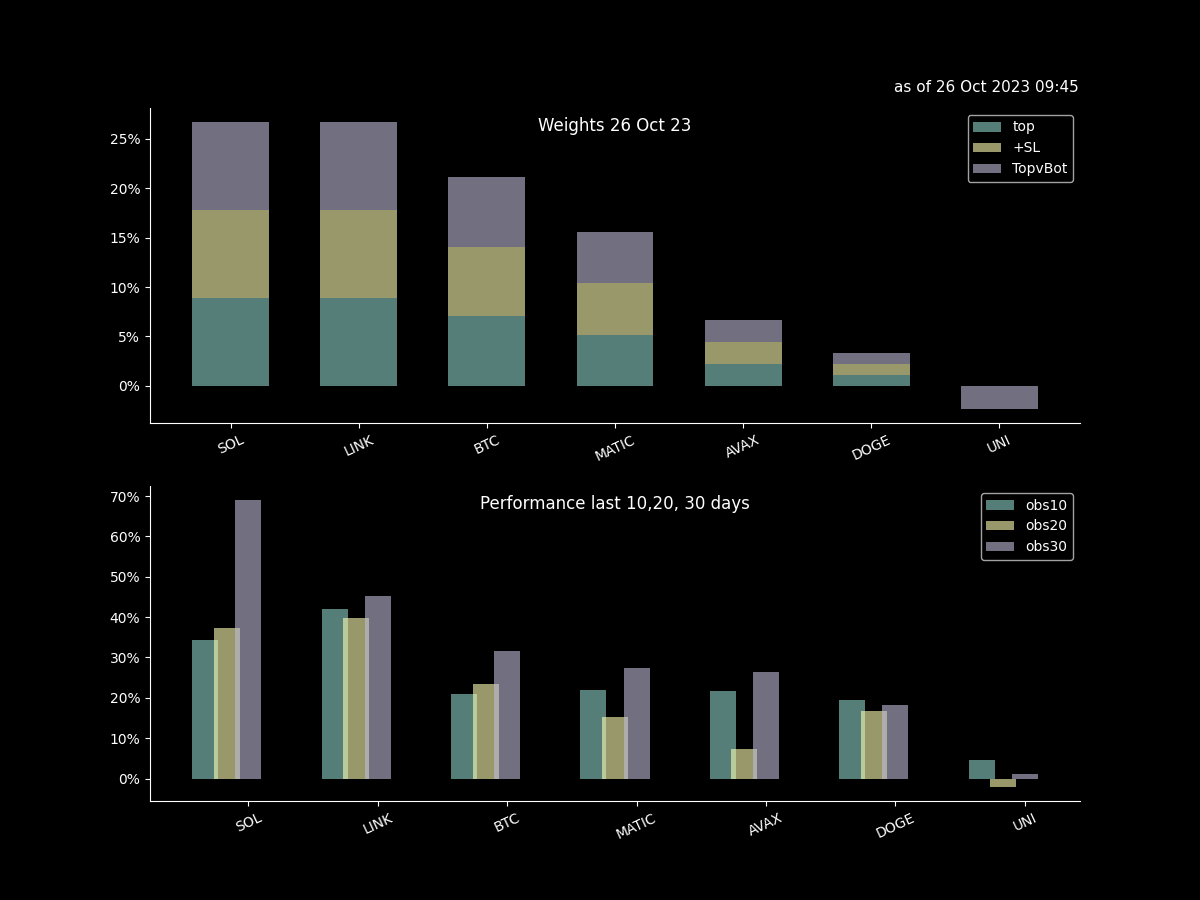 as of 26 Oct 2023 09:45
Weights 26 Oct 23
top
+SL
TopvBot
25%
20%
15%
10%
5%
0%
SOL LINK BTC MATIC AVAX DOGE UNI
Performance last 10,20, 30 days
obs10
obs20
obs30
70%
60%
50%
40%
30%
20%
10%
0%
SOL LINK BTC MATIC AVAX DOGE UNI